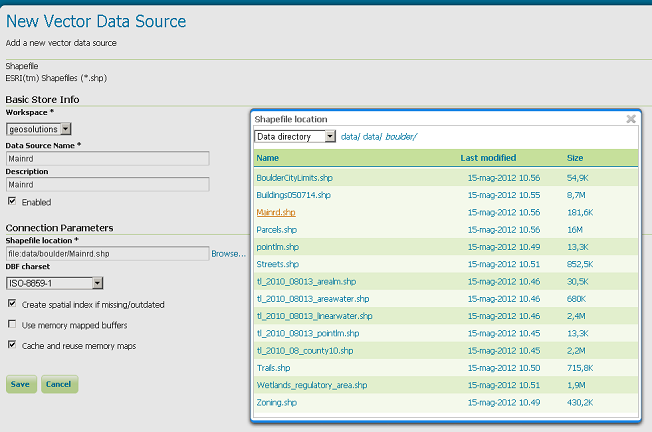 New Vector Data Source
Add a new vector data source
Shapefile
ESRI(tm) Shapefiles (*.shp)
Basic Store Info
Workspace *
geosolutions
Data Source Name *
Mainrd
Description
Mainrd
Enabled
Connection Parameters
Shapefile location *
file:data/boulder/Mainrd.shp Browse...
DBF charset
ISO-8859-1
Create spatial index if missing/outdated
Use memory mapped buffers
Cache and reuse memory maps
Save Cancel
Shapefile location
Data directory data/ data/ boulder/
Name Last modified Size
BoulderCityLimits.shp 15-mag-2012 10.56 54,9K
Buildings050714.shp 15-mag-2012 10.55 8,7M
Mainrd.shp 15-mag-2012 10.56 181,6K
Parcels.shp 15-mag-2012 10.56 16M
pointlm.shp 15-mag-2012 10.49 13,3K
Streets.shp 15-mag-2012 10.51 852,5K
tl_2010_08013_arealm.shp 15-mag-2012 10.46 30,5K
tl_2010_08013_areawater.shp 15-mag-2012 10.46 680K
tl_2010_08013_linearwater.shp 15-mag-2012 10.46 2,4M
tl_2010_08013_pointlm.shp 15-mag-2012 10.45 13,3K
tl_2010_08_county10.shp 15-mag-2012 10.45 2,2M
Trails.shp 15-mag-2012 10.50 715,8K
Wetlands_regulatory_area.shp 15-mag-2012 10.51 1,9M
Zoning.shp 15-mag-2012 10.49 430,2K